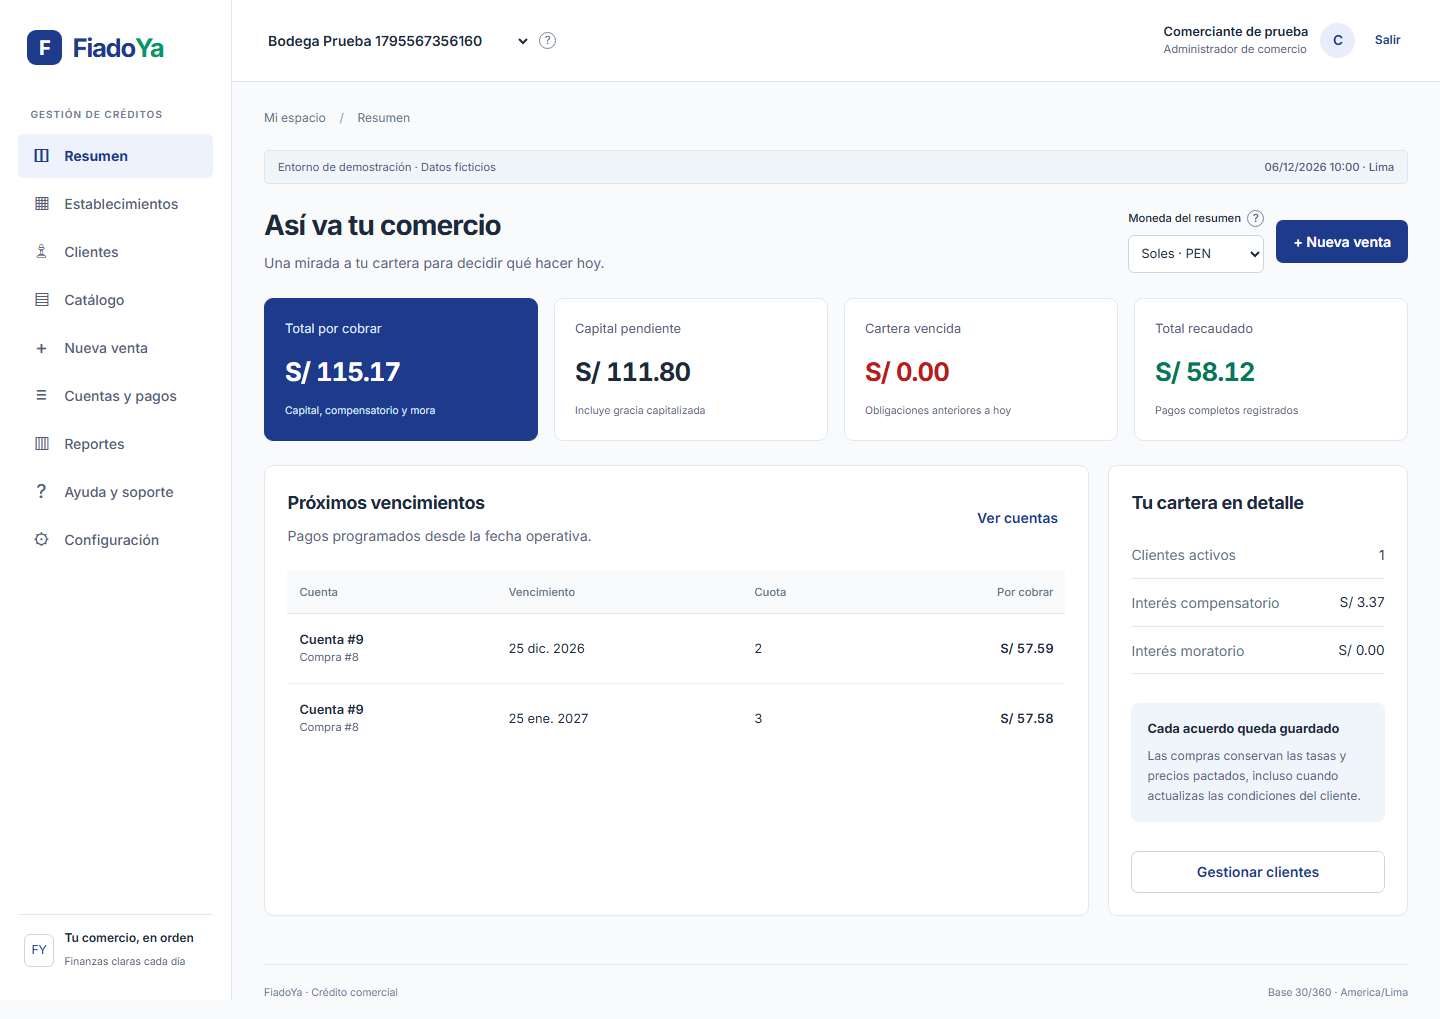 F FiadoYa
GESTIÓN DE CRÉDITOS
Resumen
Establecimientos
Clientes
Catálogo
+ Nueva venta
Cuentas y pagos
Reportes
? Ayuda y soporte
Configuración
FY
Tu comercio, en orden
Finanzas claras cada día
Bodega Prueba 1795567356160 ?
Comerciante de prueba
Administrador de comercio
C
Salir
Mi espacio / Resumen
Entorno de demostración · Datos ficticios
06/12/2026 10:00 · Lima
Así va tu comercio
Una mirada a tu cartera para decidir qué hacer hoy.
Moneda del resumen ?
Soles · PEN
+ Nueva venta
Total por cobrar
S/ 115.17
Capital, compensatorio y mora
Capital pendiente
S/ 111.80
Incluye gracia capitalizada
Cartera vencida
S/ 0.00
Obligaciones anteriores a hoy
Total recaudado
S/ 58.12
Pagos completos registrados
Próximos vencimientos
Pagos programados desde la fecha operativa.
Ver cuentas
Cuenta Vencimiento Cuota Por cobrar
Cuenta #9
Compra #8
25 dic. 2026 2 S/ 57.59
Cuenta #9
Compra #8
25 ene. 2027 3 S/ 57.58
Tu cartera en detalle
Clientes activos 1
Interés compensatorio S/ 3.37
Interés moratorio S/ 0.00
Cada acuerdo queda guardado
Las compras conservan las tasas y
precios pactados, incluso cuando
actualizas las condiciones del cliente.
Gestionar clientes
FiadoYa · Crédito comercial
Base 30/360 · America/Lima